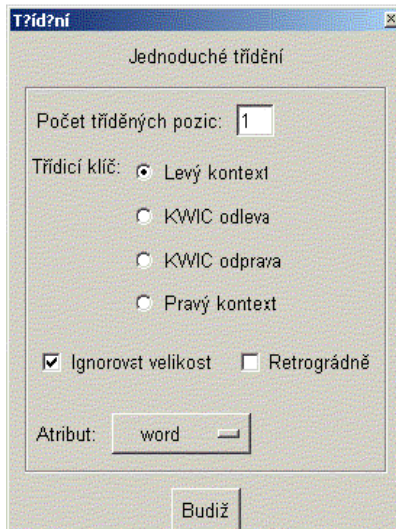 T?íd?ní
Jednoduché třídění
Počet tříděných pozic: 1
Třídicí klíč: Levý kontext
KWIC odleva
KWIC odprava
Pravý kontext
Ignorovat velikost Retrográdně
Atribut: word
Budiž